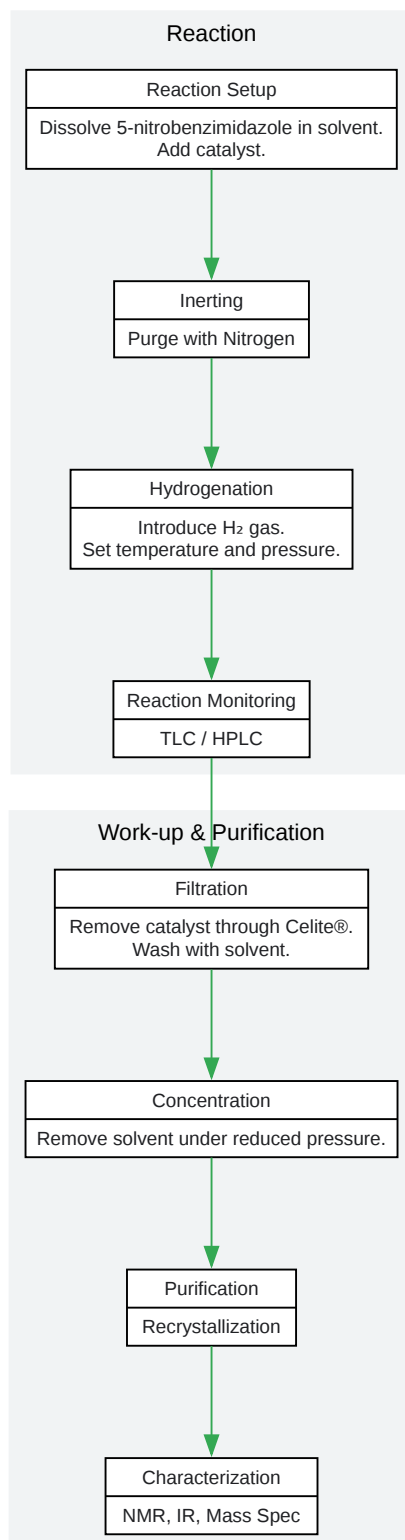 Reaction
Reaction Setup
Dissolve 5-nitrobenzimidazole in solvent.
Add catalyst.
Inerting
Purge with Nitrogen
Hydrogenation
Introduce H₂ gas.
Set temperature and pressure.
Reaction Monitoring
TLC / HPLC
Work-up & Purification
Filtration
Remove catalyst through Celite®.
Wash with solvent.
Concentration
Remove solvent under reduced pressure.
Purification
Recrystallization
Characterization
NMR, IR, Mass Spec